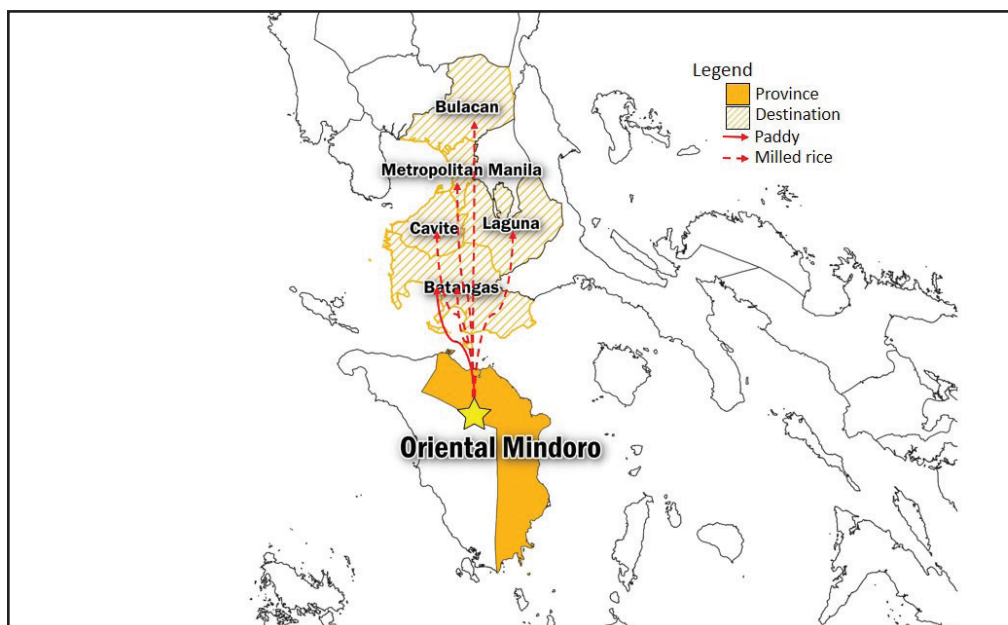 Legend
Province
Destination
Paddy
Milled rice
Bulacan
Metropolitan Manila
Cavite
Laguna
Batangas
Oriental Mindoro